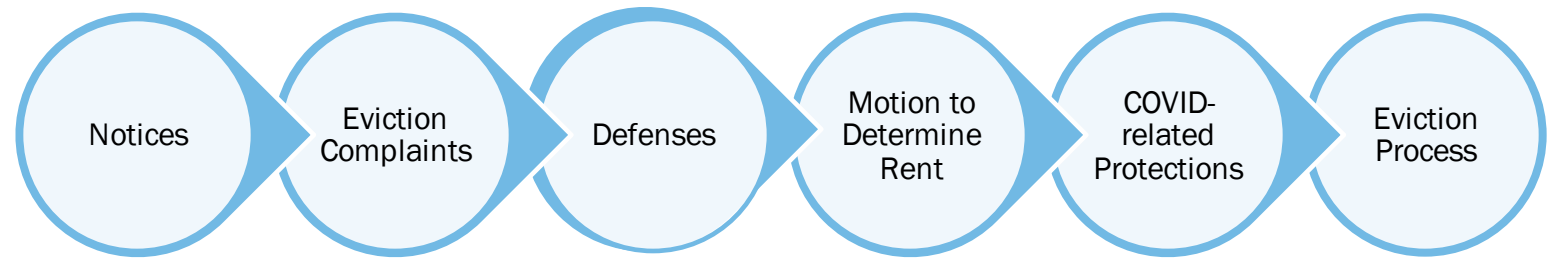 Notices
Eviction
Complaints
Defenses
Motion to
Determine
Rent
COVID-
related
Protections
Eviction
Process